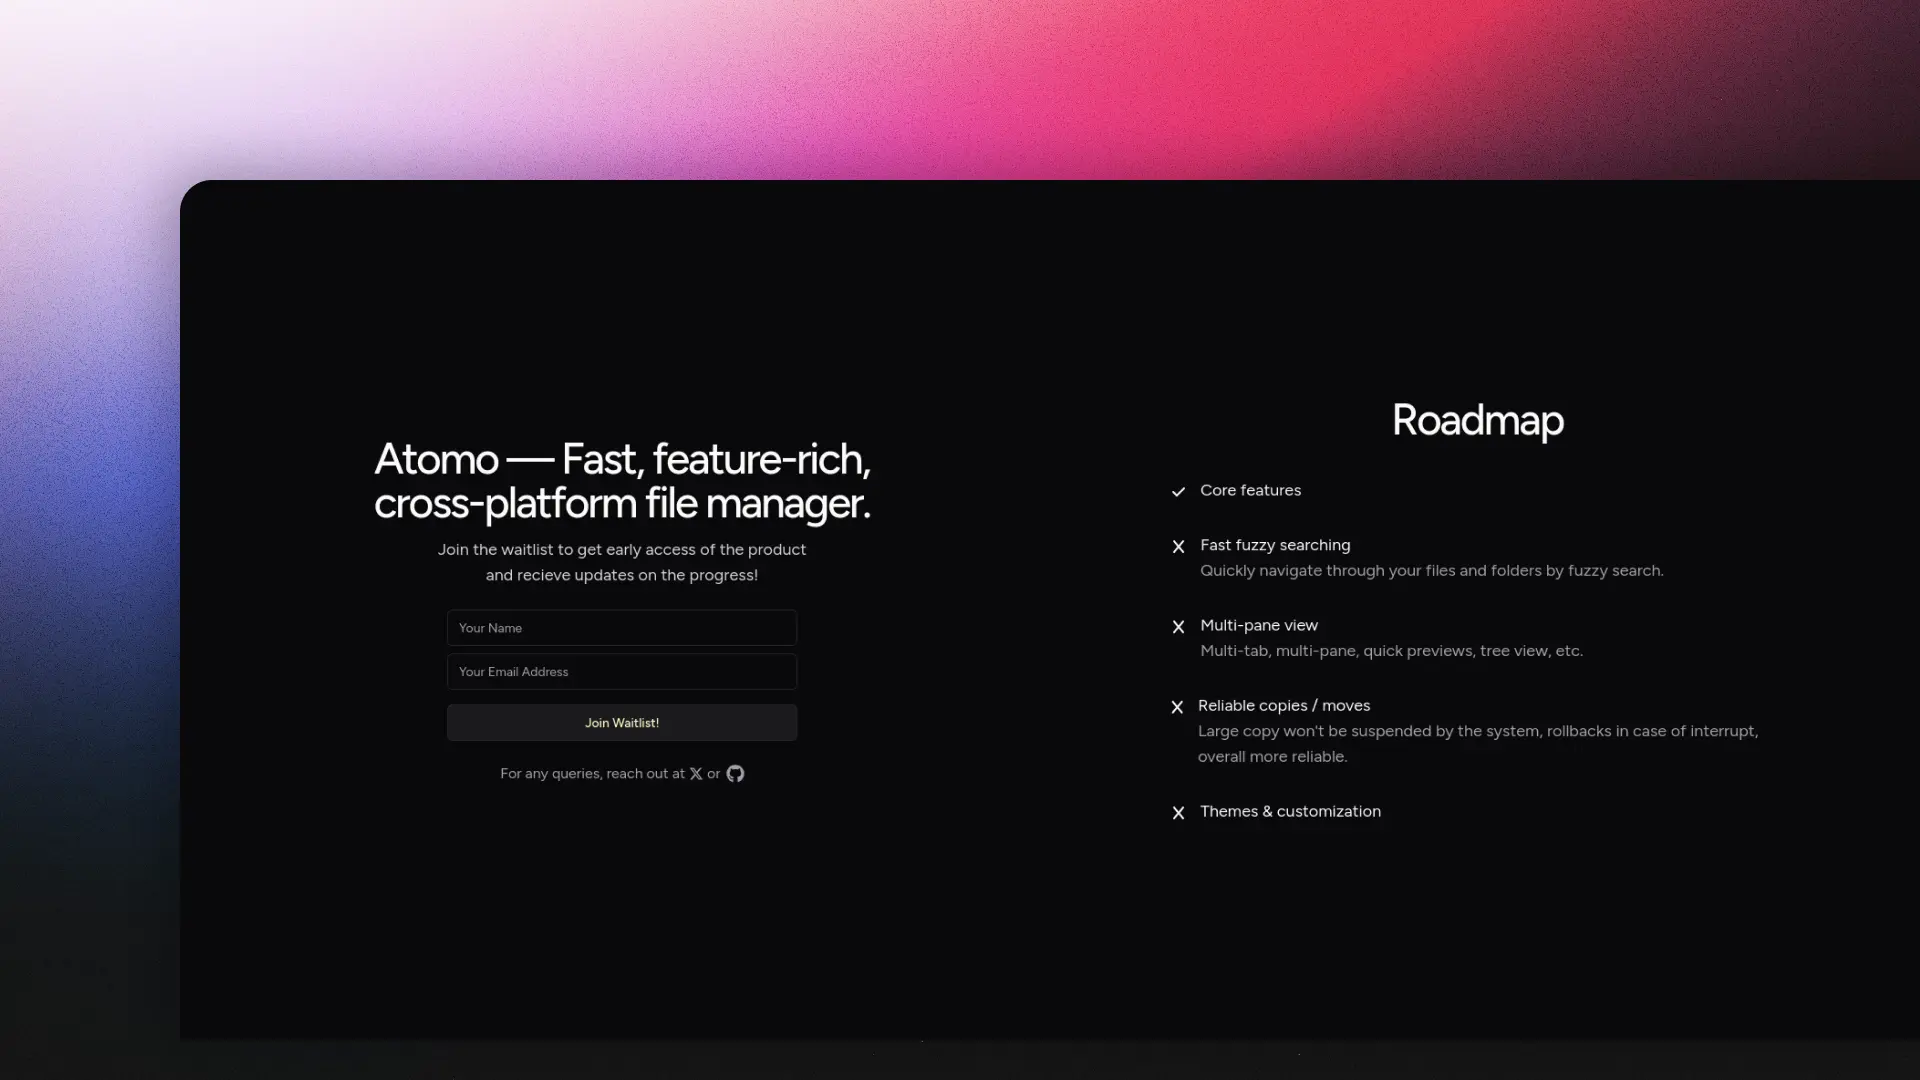 Atomo — Fast, feature-rich,
cross-platform file manager.
Join the waitlist to get early access of the product
and recieve updates on the progress!
Your Name
Your Email Address
Join Waitlist!
For any queries, reach out at X or
Roadmap
Core features
Fast fuzzy searching
Quickly navigate through your files and folders by fuzzy search.
Multi-pane view
Multi-tab, multi-pane, quick previews, tree view, etc.
Reliable copies / moves
Large copy won't be suspended by the system, rollbacks in case of interrupt,
overall more reliable.
Themes & customization